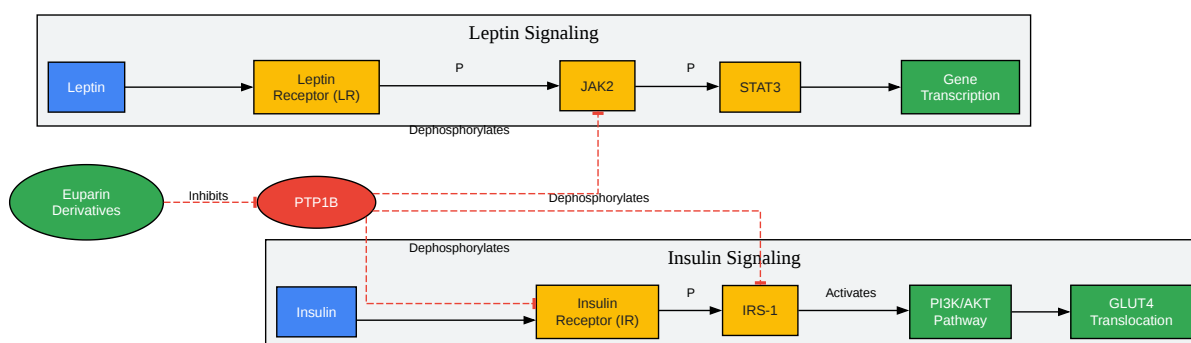 Leptin Signaling
Leptin
Leptin
Receptor (LR)
P
JAK2
P
STAT3
Gene
Transcription
Dephosphorylates
Euparin
Derivatives
Inhibits
PTP1B
Dephosphorylates
Dephosphorylates
Insulin Signaling
Insulin
Insulin
Receptor (IR)
P
IRS-1
Activates
PI3K/AKT
Pathway
GLUT4
Translocation